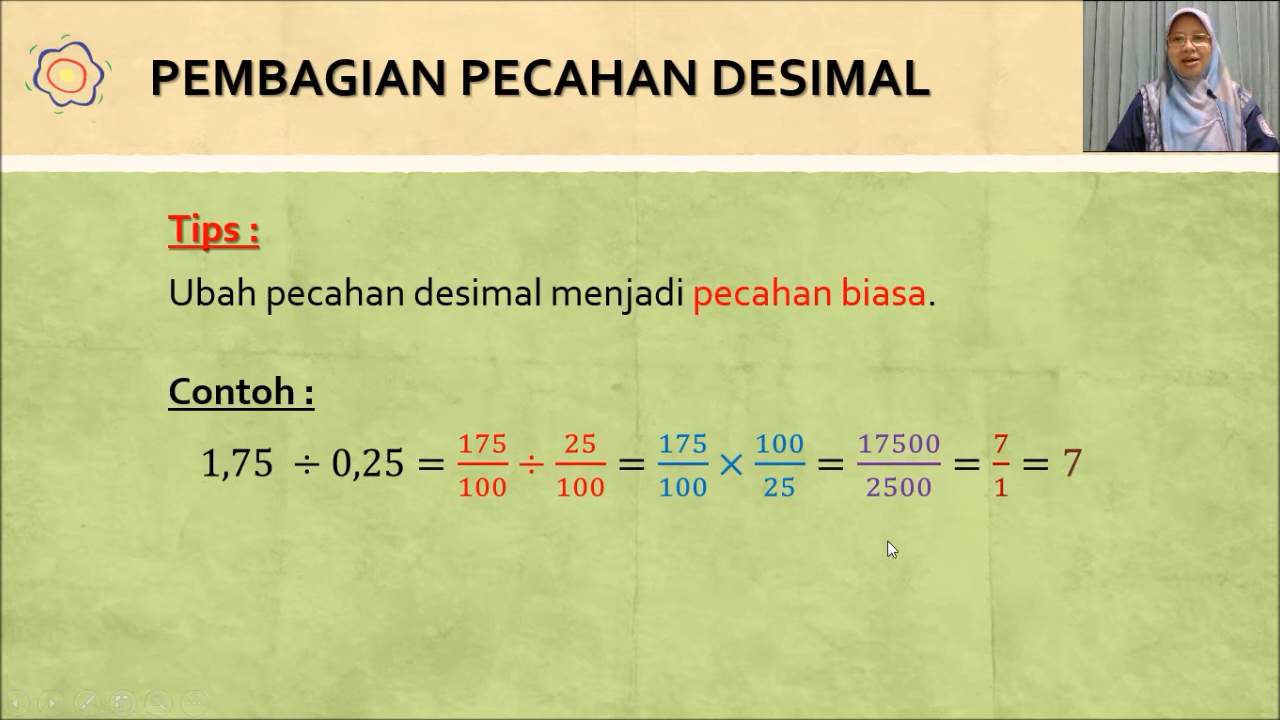 PEMBAGIAN PECAHAN DESIMAL
Tips :
Ubah pecahan desimal menjadi pecahan biasa.
Contoh :
1,75 ÷ 0,25 = 175/100 ÷ 25/100 = 175/100 × 100/25 = 17500/2500 = 7/1 = 7